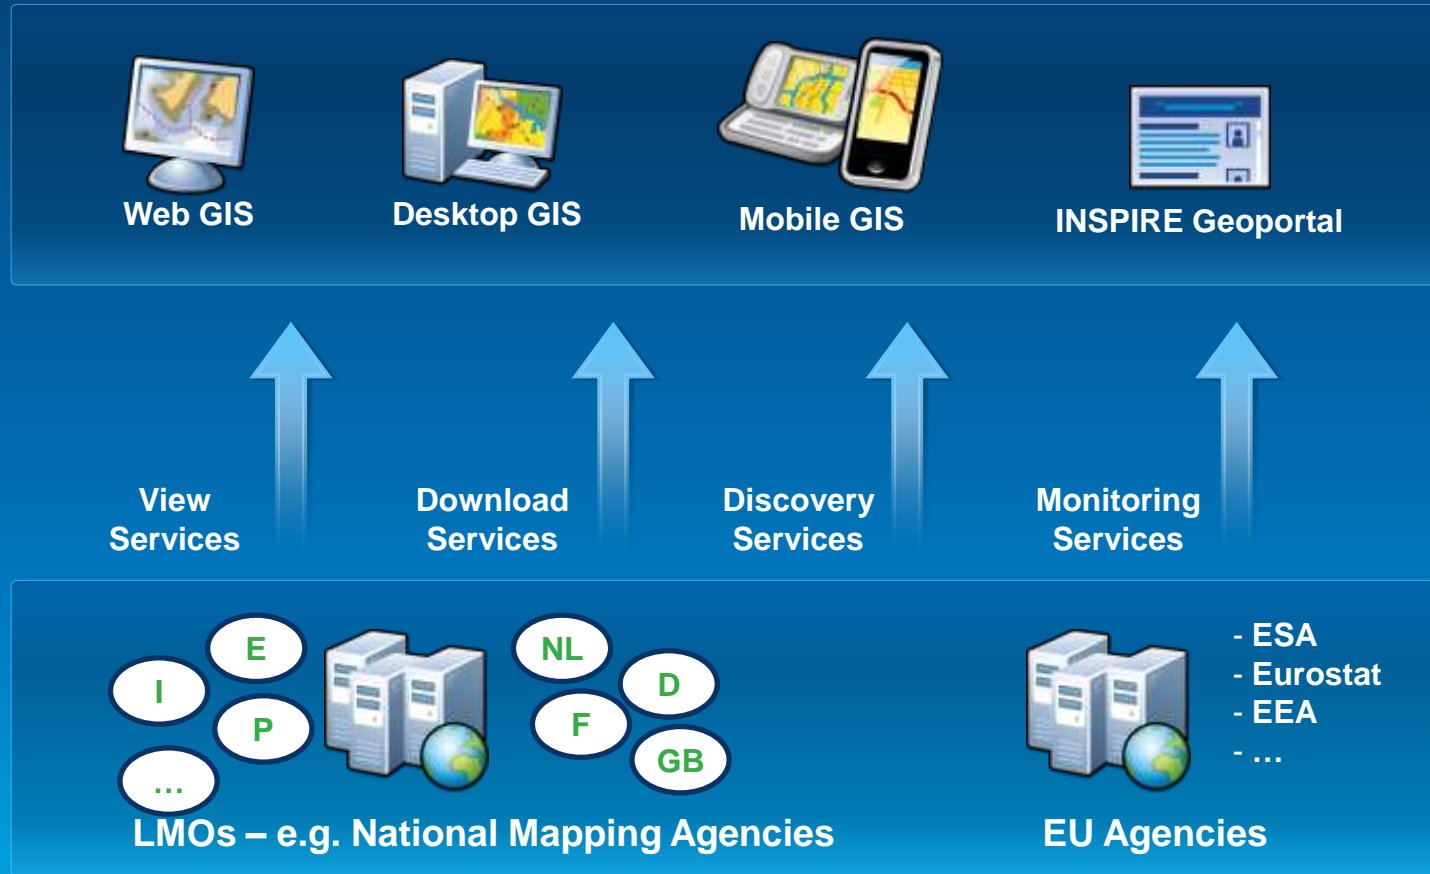 Web GIS
Desktop GIS
Mobile GIS
INSPIRE Geoportal
View
Services
Download
Services
Discovery
Services
Monitoring
Services
E
I
P
…
NL
D
F
GB
- ESA
- Eurostat
- EEA
- …
LMOs – e.g. National Mapping Agencies
EU Agencies